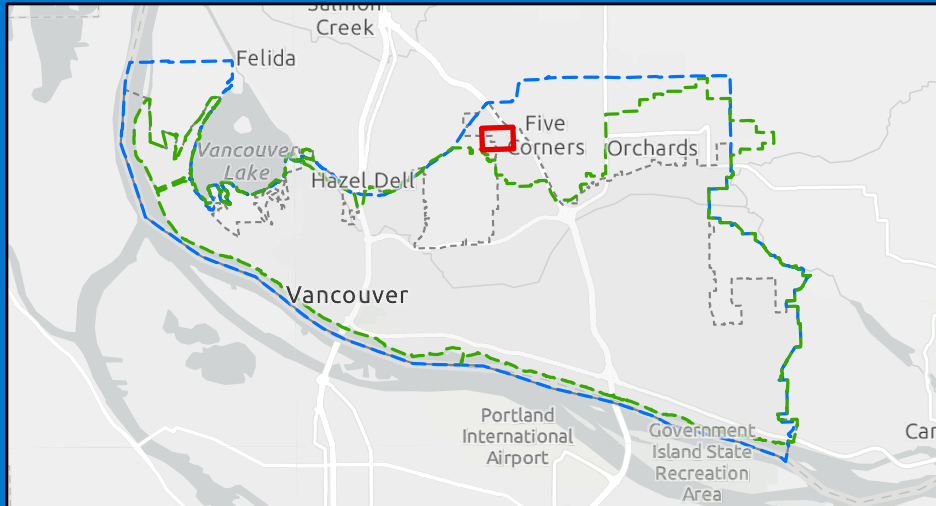 Salmon
Creek
Felida
Five
Corners
Orchards
Vancouver
Lake
Hazel Dell
Vancouver
Portland
International
Airport
Government
Island State
Recreation
Area